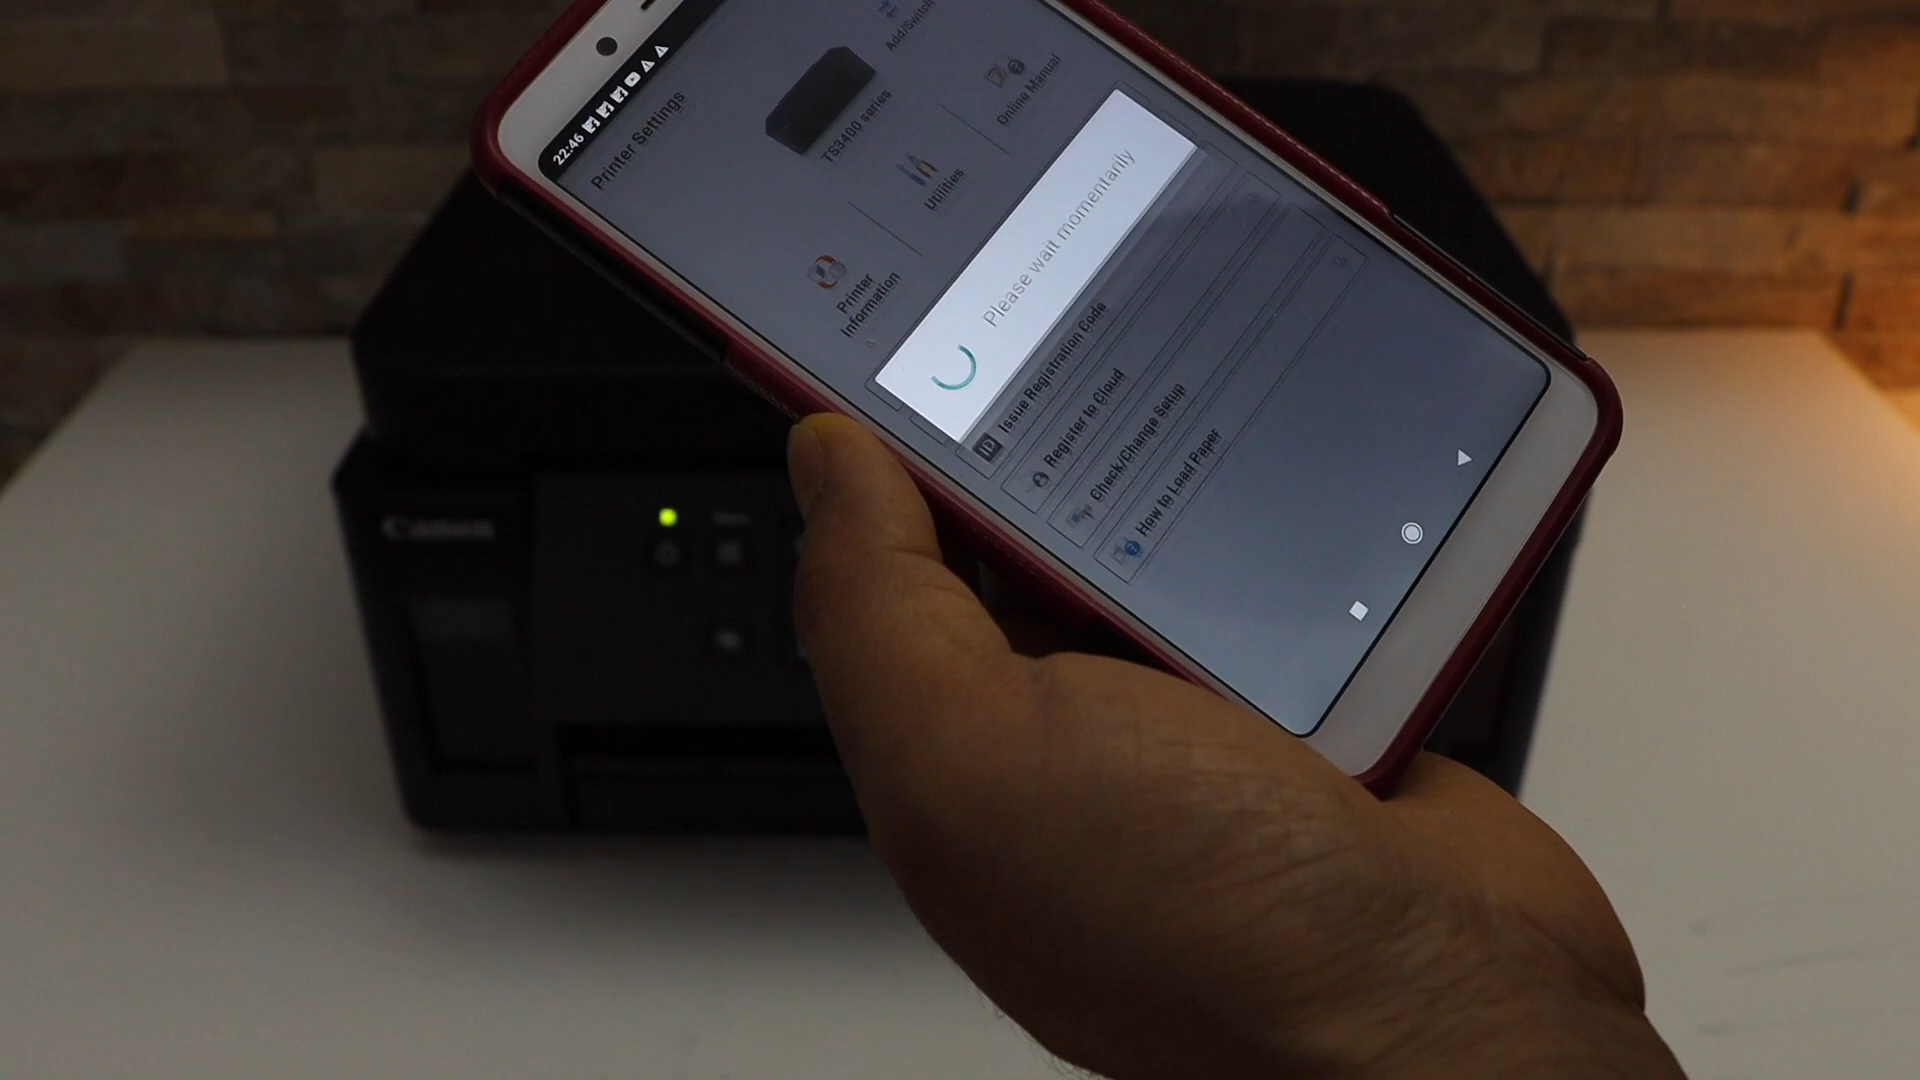 22:46
Printer Settings
Add/Switch
TS3400 series
Printer
Information
Utilities
Online Manual
Please wait momentarily
ID
Issue Registration Code
Register to Cloud
Check/Change Setup
How to Load Paper
Canon